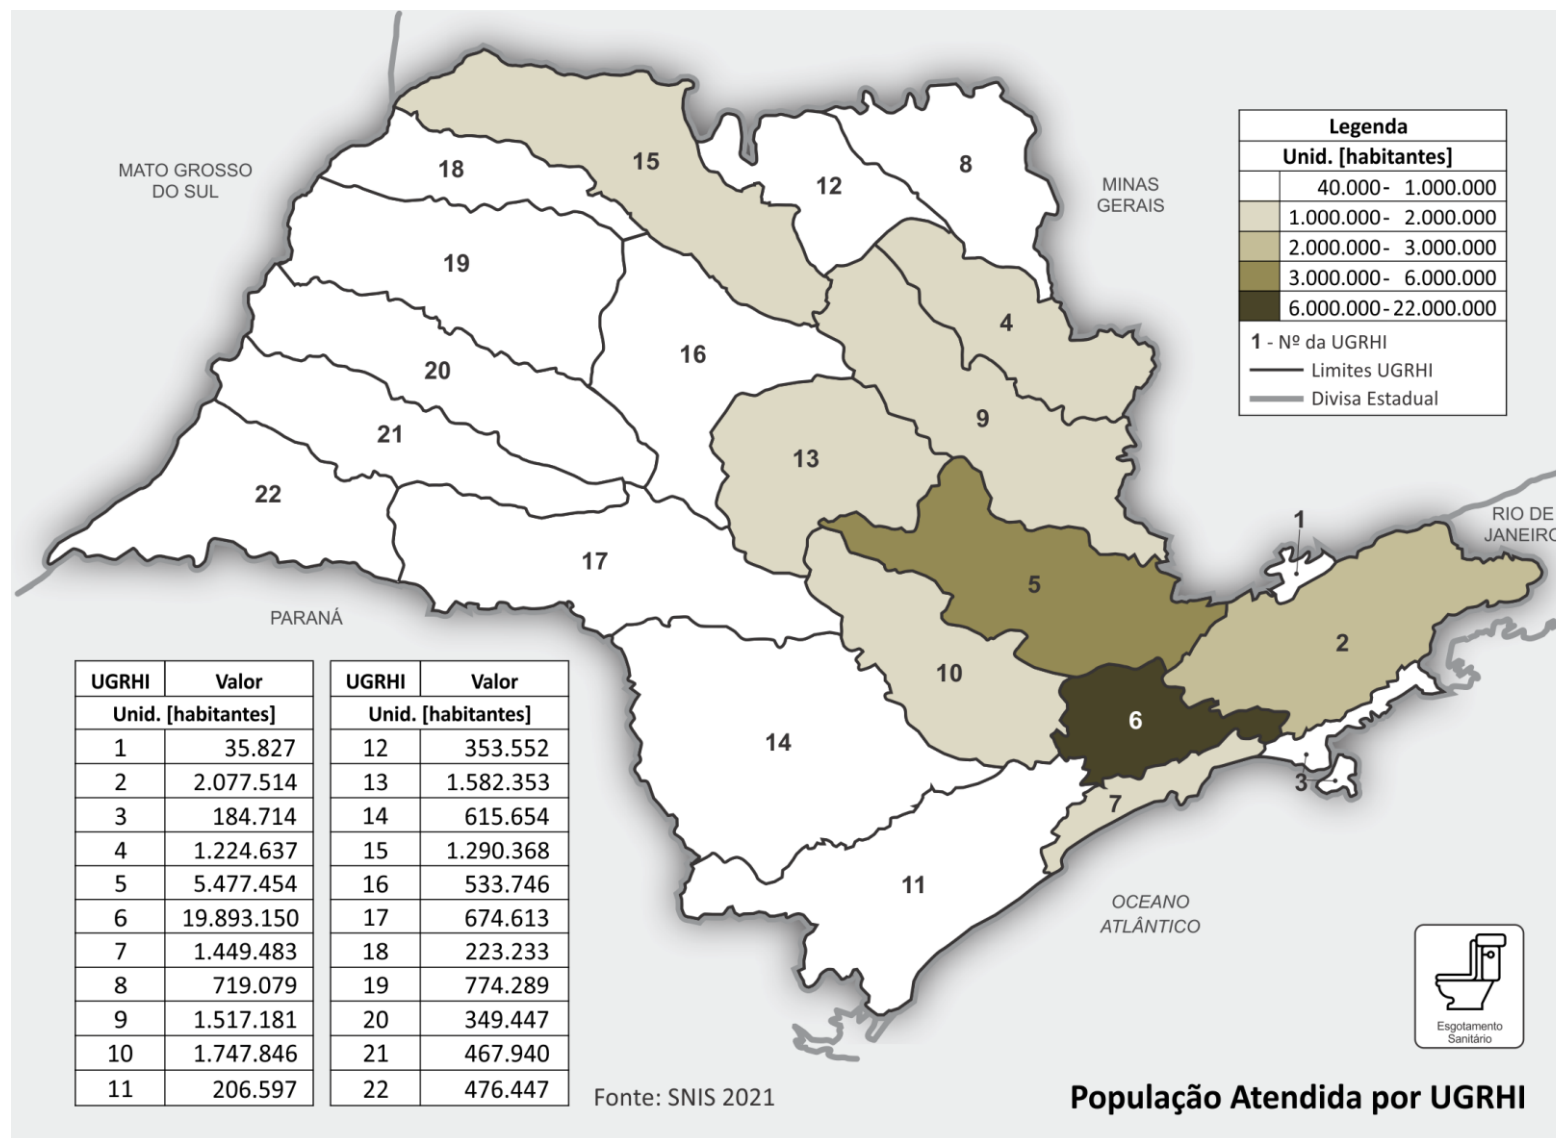 MATO GROSSO
DO SUL
MINAS
GERAIS
RIO DE
JANEIRO
PARANÁ
OCEANO
ATLÂNTICO
15
18
12
8
19
4
16
20
9
21
13
22
1
17
5
2
10
6
14
3
7
11
Legenda
Unid. [habitantes]
40.000- 1.000.000
1.000.000- 2.000.000
2.000.000- 3.000.000
3.000.000- 6.000.000
6.000.000-22.000.000
1 - Nº da UGRHI
Limites UGRHI
Divisa Estadual
UGRHI Valor
Unid. [habitantes]
1 35.827
2 2.077.514
3 184.714
4 1.224.637
5 5.477.454
6 19.893.150
7 1.449.483
8 719.079
9 1.517.181
10 1.747.846
11 206.597
UGRHI Valor
Unid. [habitantes]
12 353.552
13 1.582.353
14 615.654
15 1.290.368
16 533.746
17 674.613
18 223.233
19 774.289
20 349.447
21 467.940
22 476.447
Fonte: SNIS 2021
Esgotamento
Sanitário
População Atendida por UGRHI